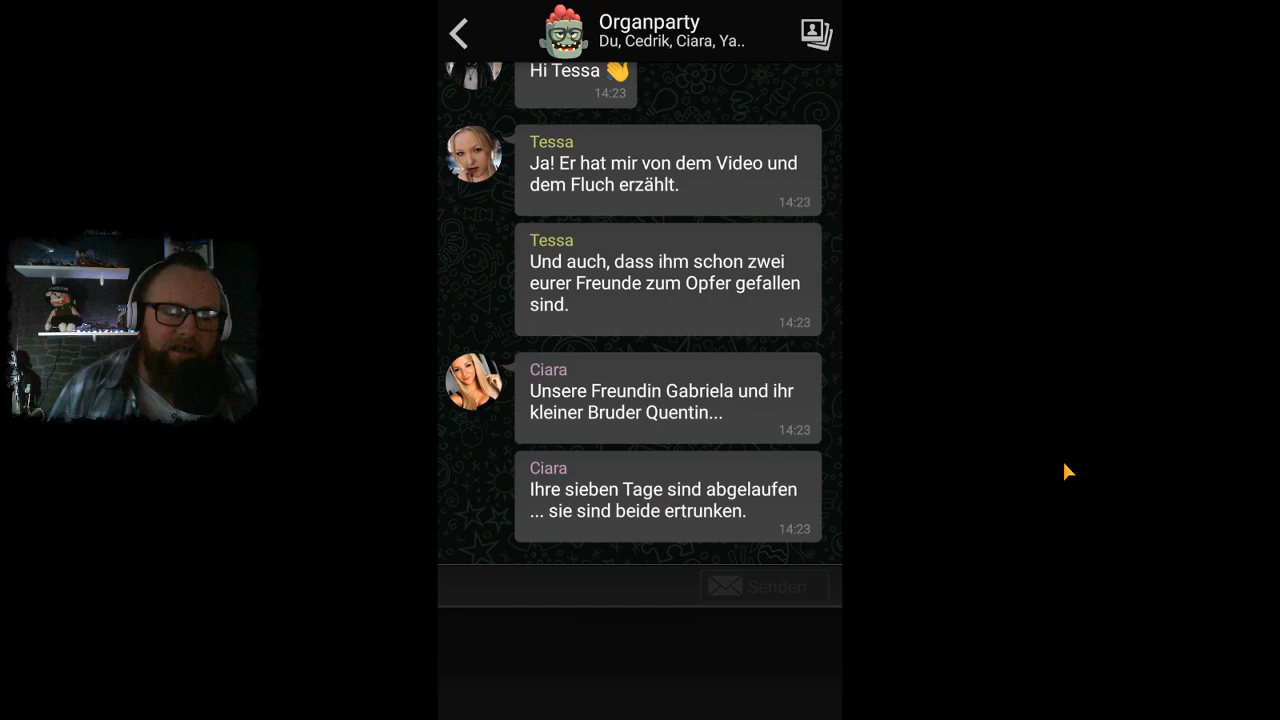 Organparty
Du, Cedrik, Ciara, Ya..
Hi Tessa 👋
14:23
Tessa
Ja! Er hat mir von dem Video und
dem Fluch erzählt.
14:23
Tessa
Und auch, dass ihm schon zwei
eurer Freunde zum Opfer gefallen
sind.
14:23
Ciara
Unsere Freundin Gabriela und ihr
kleiner Bruder Quentin...
14:23
Ciara
Ihre sieben Tage sind abgelaufen
... sie sind beide ertrunken.
14:23
Senden